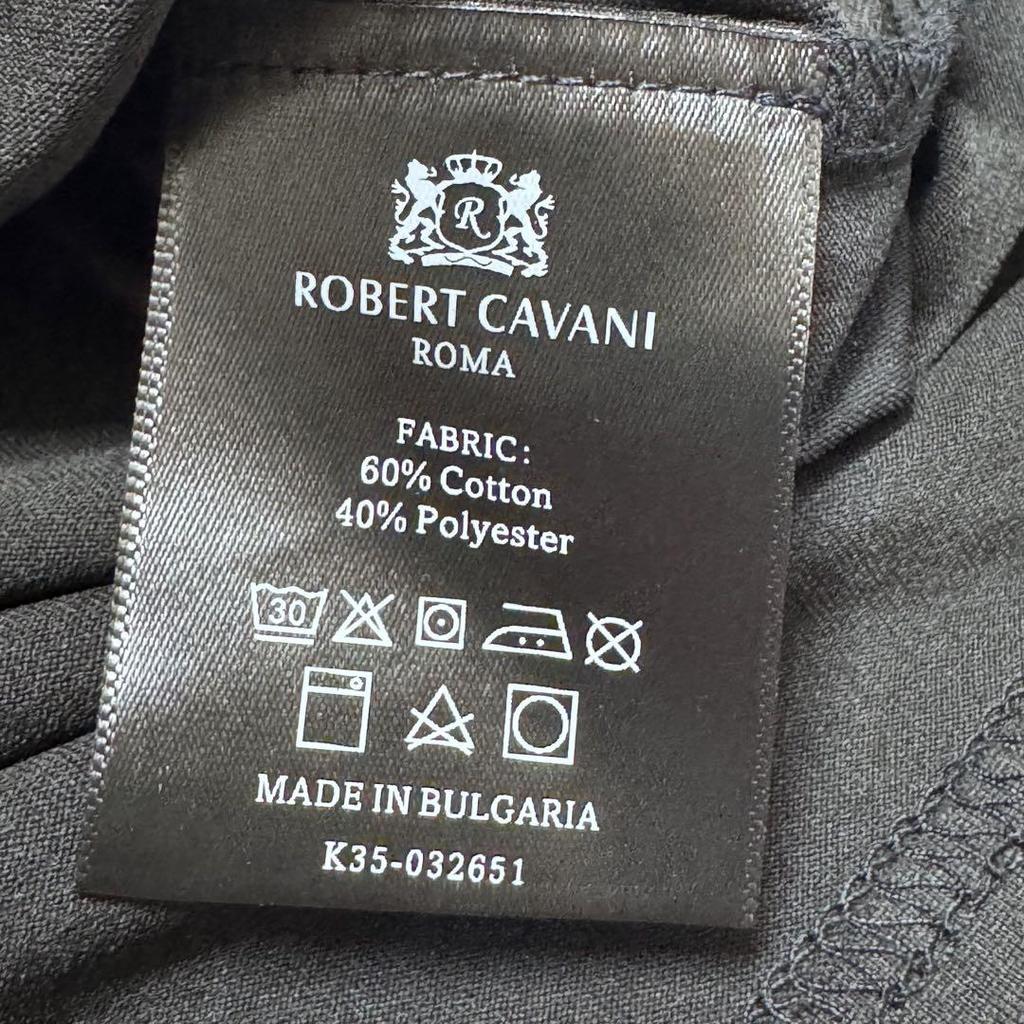 R
ROBERT CAVANI
ROMA
FABRIC:
60% Cotton
40% Polyester
30
MADE IN BULGARIA
K35-032651